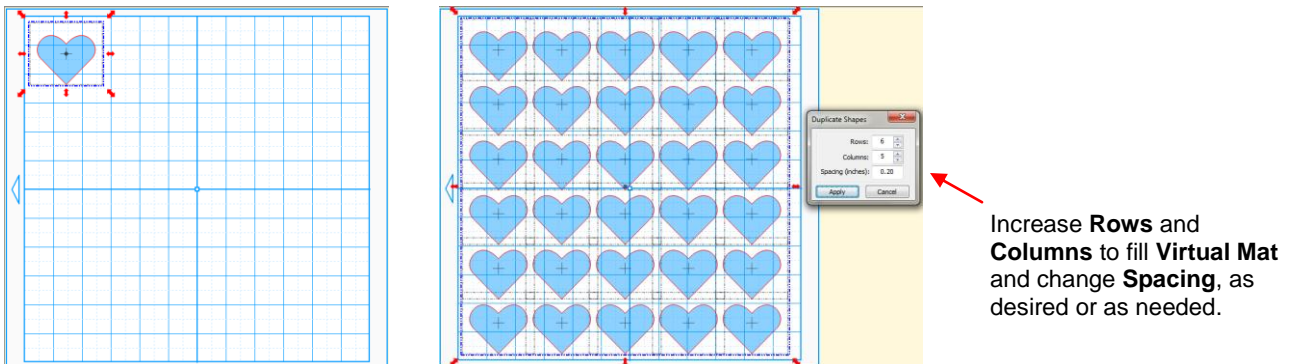 Duplicate Shapes
Rows: 6
Columns: 5
Spacing (inches): 0.20
Apply Cancel
Increase Rows and
Columns to fill Virtual Mat
and change Spacing, as
desired or as needed.